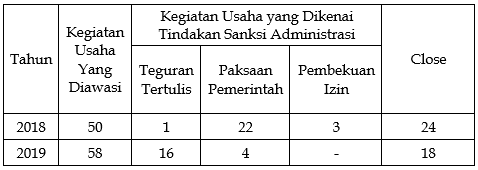 Tahun
Kegiatan
Usaha
Yang
Diawasi
Kegiatan Usaha yang Dikenai
Tindakan Sanksi Administrasi
Close
Teguran
Tertulis
Paksaan
Pemerintah
Pembekuan
Izin
2018 50 1 22 3 24
2019 58 16 4 - 18